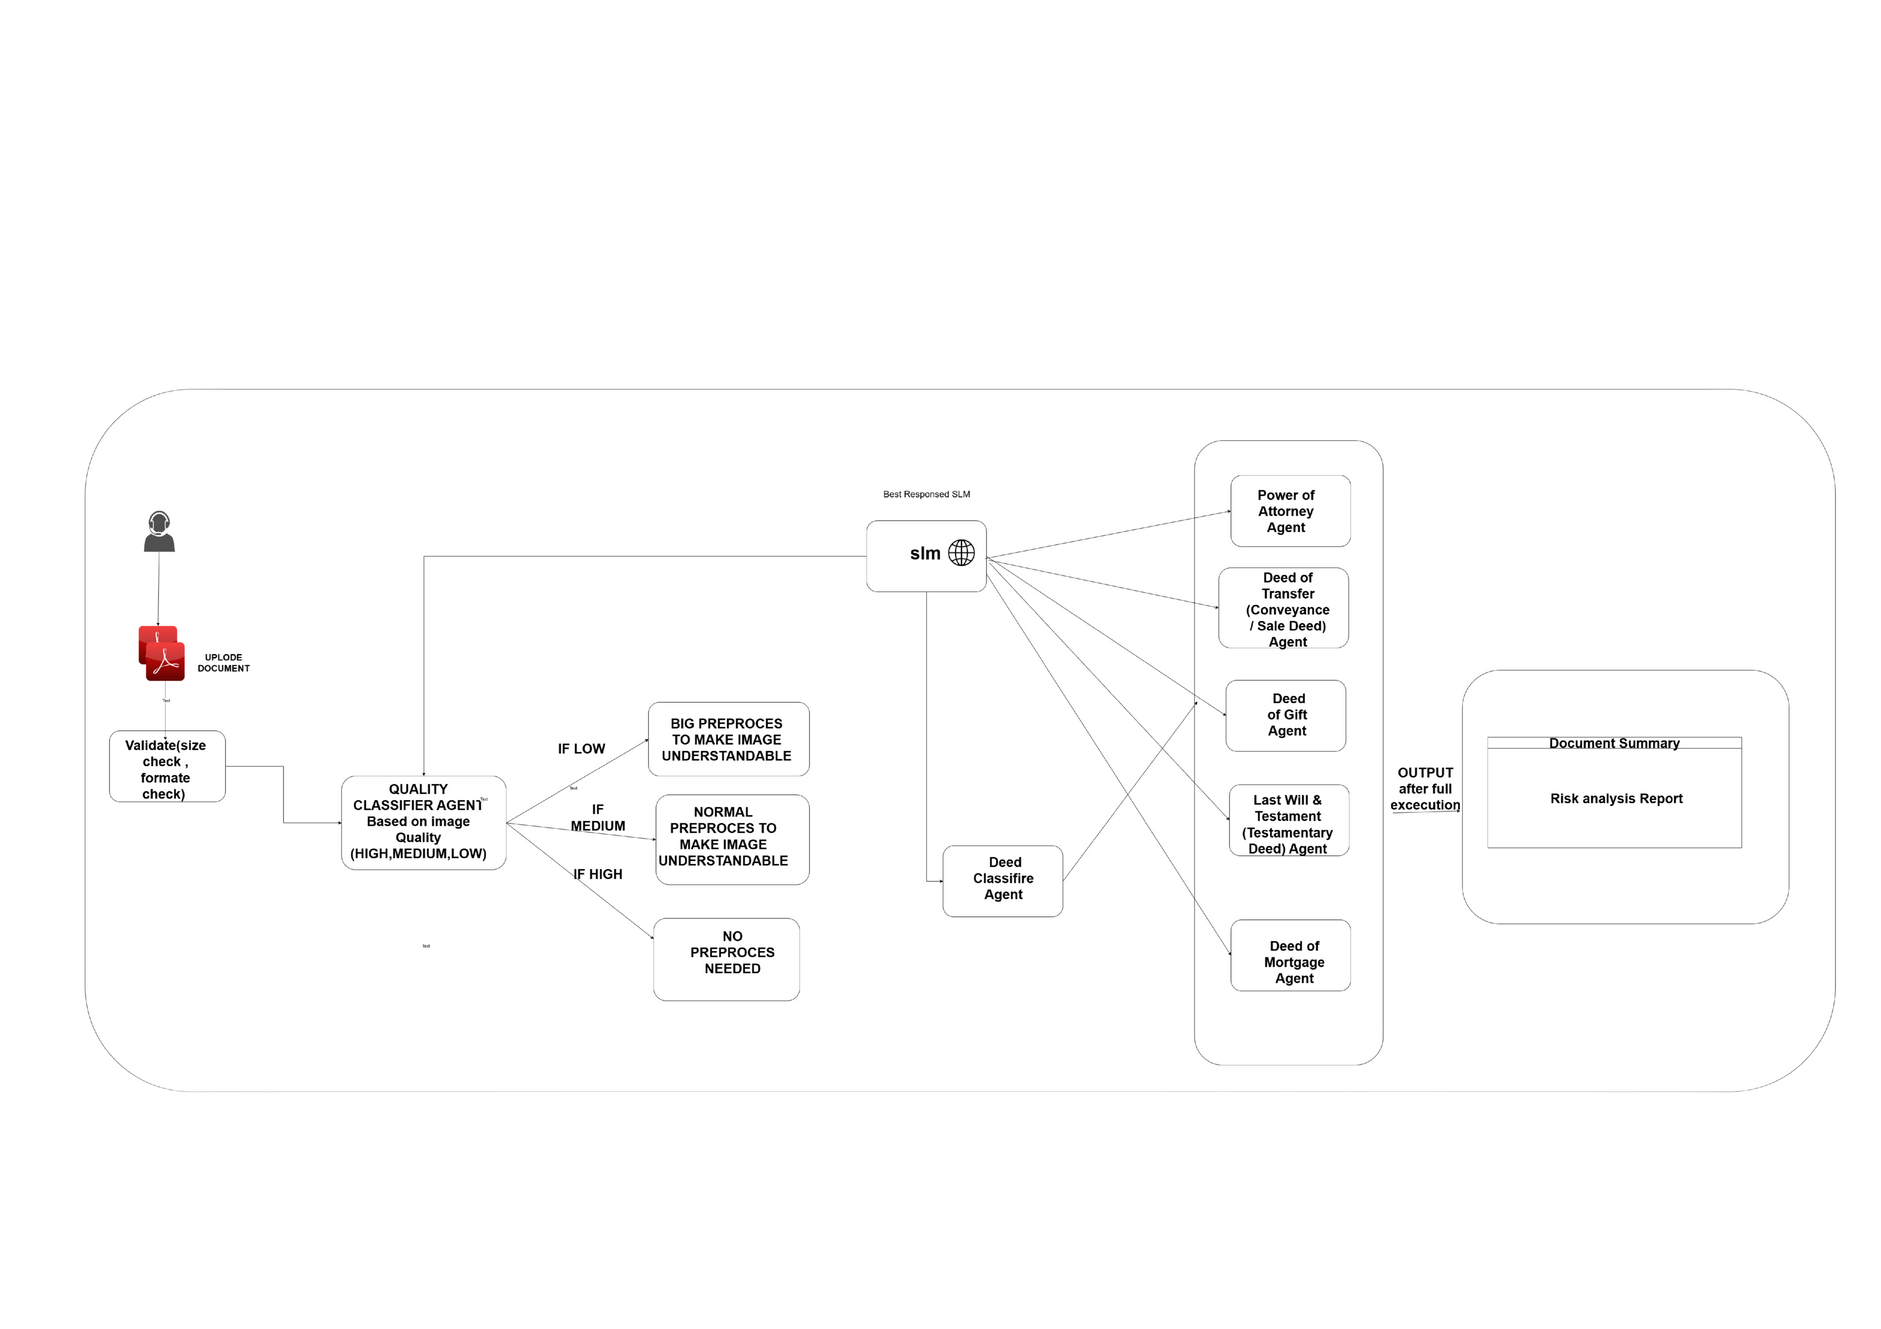 Best Responsed SLM
slm
UPLODE
DOCUMENT
Text
Validate(size
check ,
formate
check)
QUALITY
CLASSIFIER AGENT
Text
Based on image
Quality
(HIGH,MEDIUM,LOW)
Text
IF LOW
Text
IF
MEDIUM
IF HIGH
BIG PREPROCES
TO MAKE IMAGE
UNDERSTANDABLE
NORMAL
PREPROCES TO
MAKE IMAGE
UNDERSTANDABLE
NO
PREPROCES
NEEDED
Deed
Classifire
Agent
Power of
Attorney
Agent
Deed of
Transfer
(Conveyance
/ Sale Deed)
Agent
Deed
of Gift
Agent
Last Will &
Testament
(Testamentary
Deed) Agent
Deed of
Mortgage
Agent
OUTPUT
after full
excecution
Document Summary
Risk analysis Report